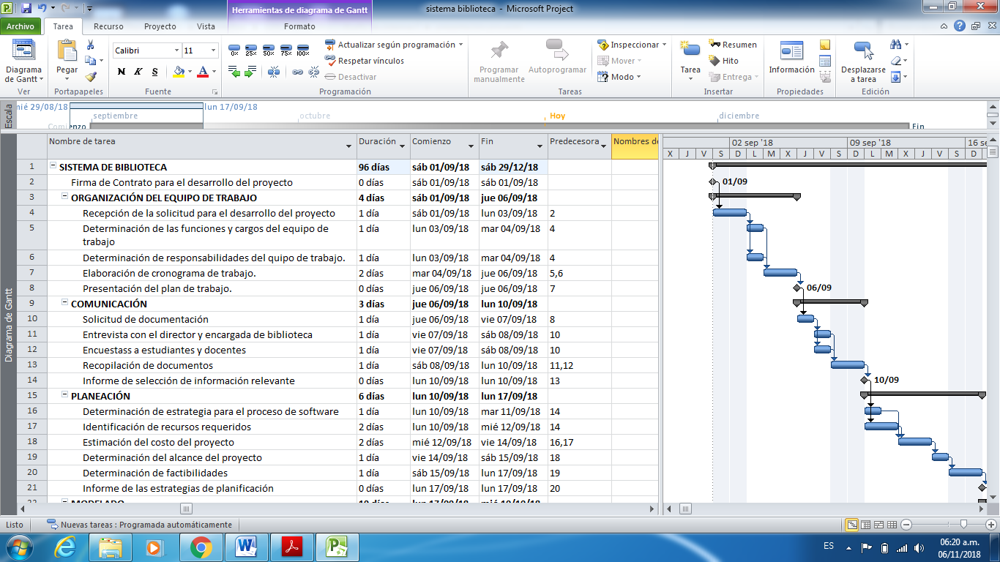 Herramientas de diagrama de Gantt
sistema biblioteca - Microsoft Project
Archivo Tarea Recurso Proyecto Vista Formato
Diagrama de Gantt
Ver
Pegar
Portapapeles
Calibri 11
N K S A
Fuente
0% 25% 50% 75% 100%
Actualizar según programación
Respetar vínculos
Desactivar
Programación
Programar manualmente
Autoprogramar
Inspeccionar
Mover
Modo
Tareas
Tarea
Resumen
Hito
Entrega
Insertar
Información
Propiedades
Desplazarse a tarea
Edición
Escala
mié 29/08/18 lun 17/09/18
septiembre octubre Hoy diciembre
Comienzo Fin
Nombre de tarea Duración Comienzo Fin Predecesora Nombres de
02 sep '18 09 sep '18 16 se
X J V S D L M X J V S D L M X J V S D
1 SISTEMA DE BIBLIOTECA 96 días sáb 01/09/18 sáb 29/12/18
2 Firma de Contrato para el desarrollo del proyecto 0 días sáb 01/09/18 sáb 01/09/18 01/09
3 ORGANIZACIÓN DEL EQUIPO DE TRABAJO 4 días sáb 01/09/18 jue 06/09/18
4 Recepción de la solicitud para el desarrollo del proyecto 1 día sáb 01/09/18 lun 03/09/18 2
5 Determinación de las funciones y cargos del equipo de trabajo 1 día lun 03/09/18 mar 04/09/18 4
6 Determinación de responsabilidades del quipo de trabajo. 1 día lun 03/09/18 mar 04/09/18 4
7 Elaboración de cronograma de trabajo. 2 días mar 04/09/18 jue 06/09/18 5,6
8 Presentación del plan de trabajo. 0 días jue 06/09/18 jue 06/09/18 7 06/09
9 COMUNICACIÓN 3 días jue 06/09/18 lun 10/09/18
10 Solicitud de documentación 1 día jue 06/09/18 vie 07/09/18 8
11 Entrevista con el director y encargada de biblioteca 1 día vie 07/09/18 sáb 08/09/18 10
12 Encuestass a estudiantes y docentes 1 día vie 07/09/18 sáb 08/09/18 10
13 Recopilación de documentos 1 día sáb 08/09/18 lun 10/09/18 11,12
14 Informe de selección de información relevante 0 días lun 10/09/18 lun 10/09/18 13 10/09
15 PLANEACIÓN 6 días lun 10/09/18 lun 17/09/18
16 Determinación de estrategia para el proceso de software 1 día lun 10/09/18 mar 11/09/18 14
17 Identificación de recursos requeridos 2 días lun 10/09/18 mié 12/09/18 14
18 Estimación del costo del proyecto 2 días mié 12/09/18 vie 14/09/18 16,17
19 Determinación del alcance del proyecto 1 día vie 14/09/18 sáb 15/09/18 18
20 Determinación de factibilidades 1 día sáb 15/09/18 lun 17/09/18 19
21 Informe de las estrategias de planificación 0 días lun 17/09/18 lun 17/09/18 20
MODELADO
Diagrama de Gantt
Listo Nuevas tareas : Programada automáticamente
ES 06:20 a.m.
06/11/2018